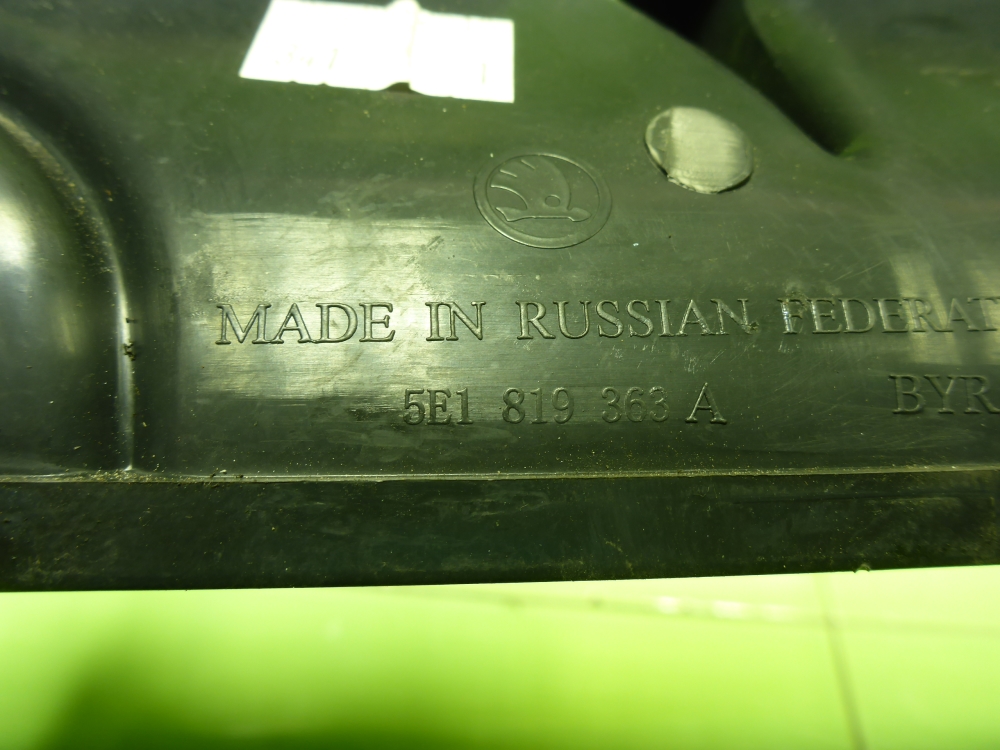 MADE IN RUSSIAN FEDERAT
5E1 819 363 A BYR